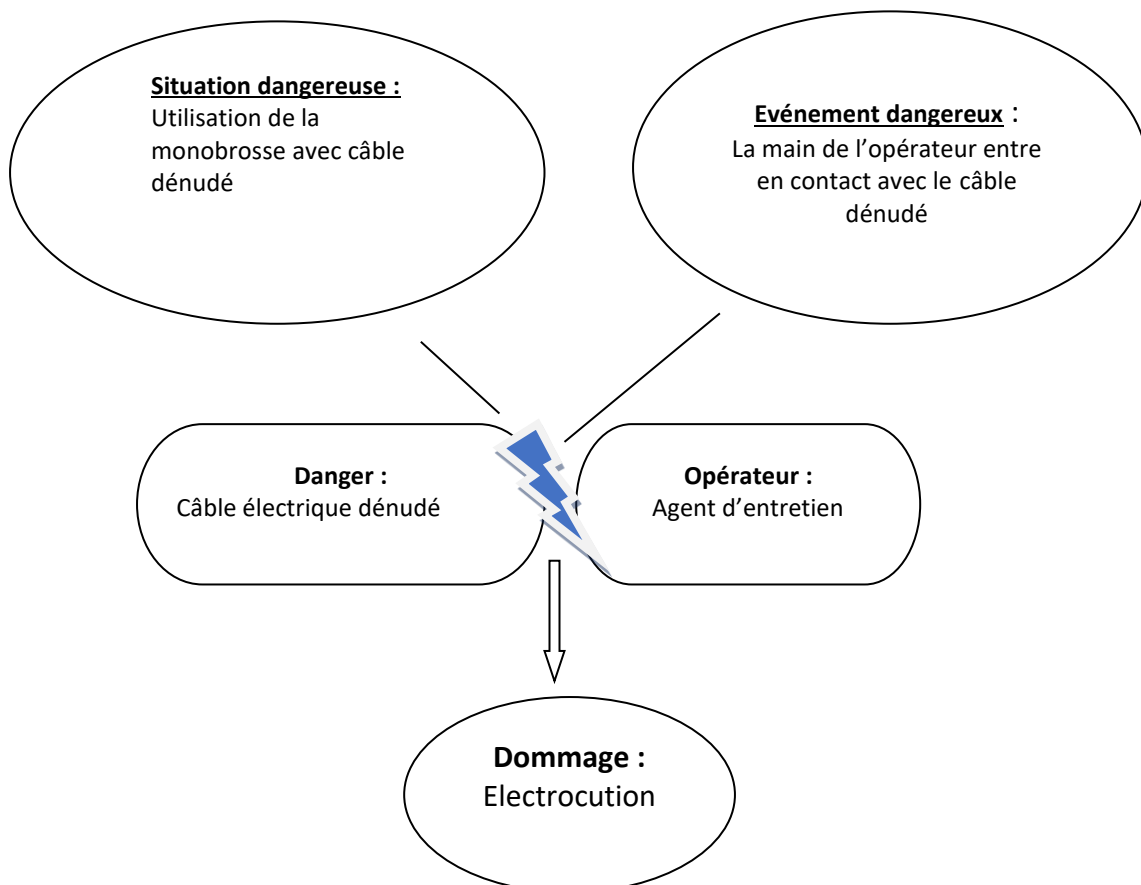 Situation dangereuse :
Utilisation de la
monobrosse avec câble
dénudé
Evénement dangereux :
La main de l’opérateur entre
en contact avec le câble
dénudé
Danger :
Câble électrique dénudé
Opérateur :
Agent d’entretien
Dommage :
Electrocution